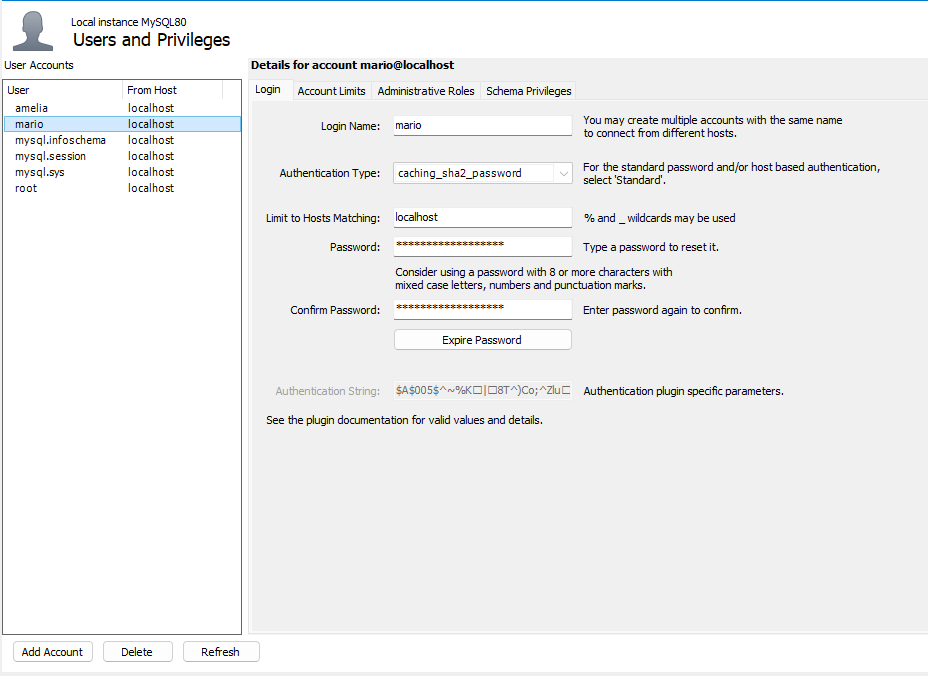 Local instance MySQL80
Users and Privileges
User Accounts
User From Host
amelia localhost
mario localhost
mysql.infoschema localhost
mysql.session localhost
mysql.sys localhost
root localhost
Add Account Delete Refresh
Details for account mario@localhost
Login Account Limits Administrative Roles Schema Privileges
Login Name: mario You may create multiple accounts with the same name
to connect from different hosts.
Authentication Type: caching_sha2_password For the standard password and/or host based authentication,
select 'Standard'.
Limit to Hosts Matching: localhost % and _ wildcards may be used
Password: ****************** Type a password to reset it.
Consider using a password with 8 or more characters with
mixed case letters, numbers and punctuation marks.
Confirm Password: ****************** Enter password again to confirm.
Expire Password
Authentication String: $A$005$^~%K□|□8T^)Co;^Zlu□ Authentication plugin specific parameters.
See the plugin documentation for valid values and details.